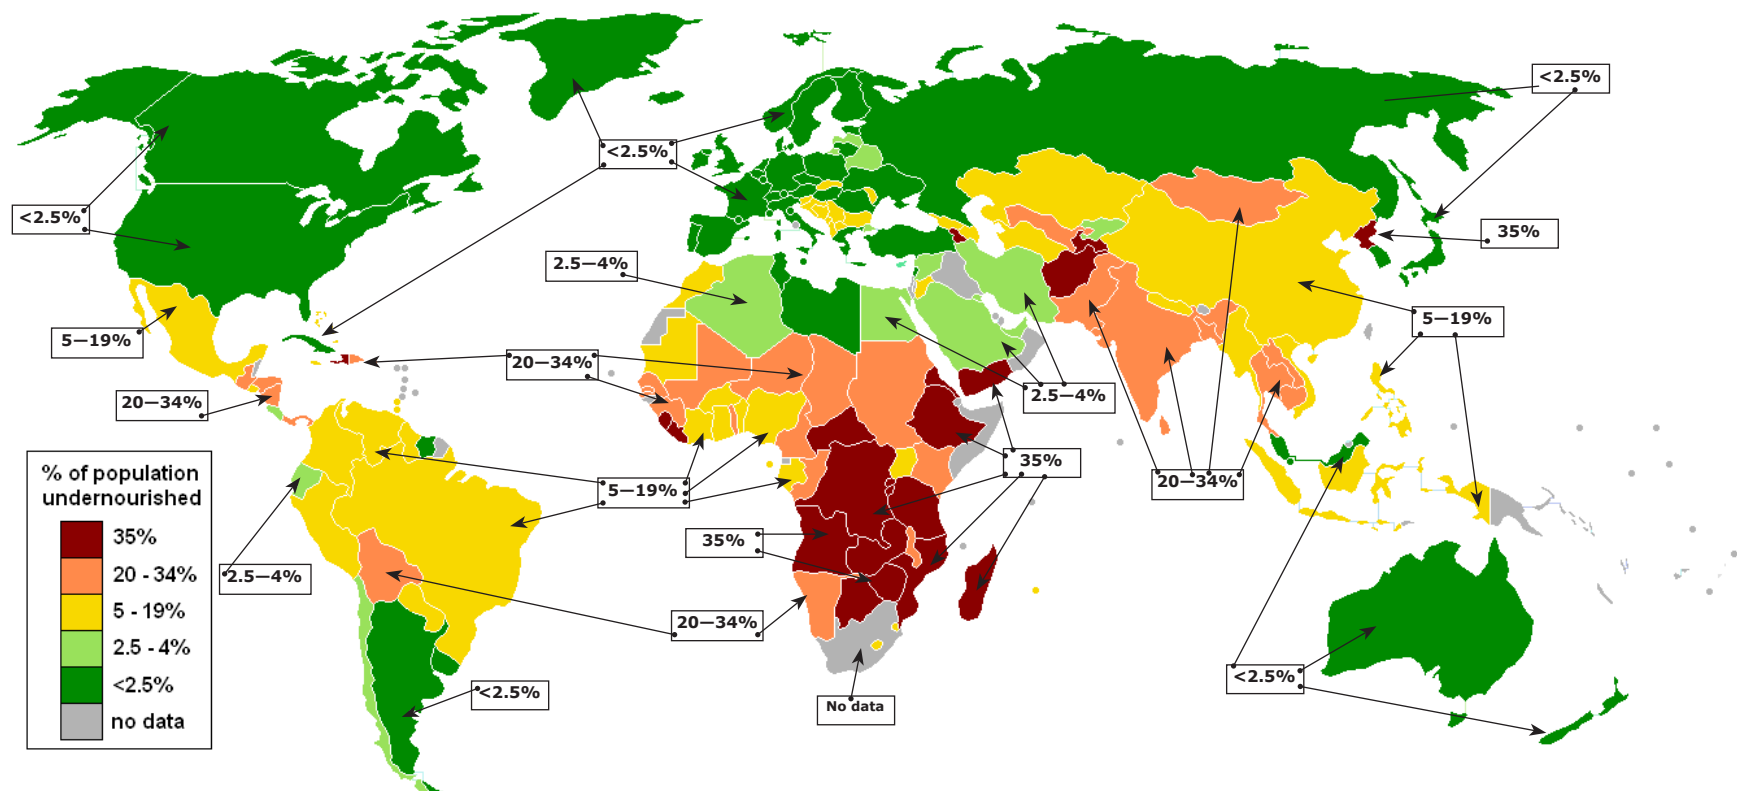 <2.5%
<2.5%
<2.5%
35%
2.5—4%
5—19%
5—19%
20—34%
20—34%
2.5—4%
% of population
undernourished
35%
20 - 34%
5 - 19%
2.5 - 4%
<2.5%
no data
35%
20—34%
5—19%
35%
2.5—4%
20—34%
<2.5%
<2.5%
No data